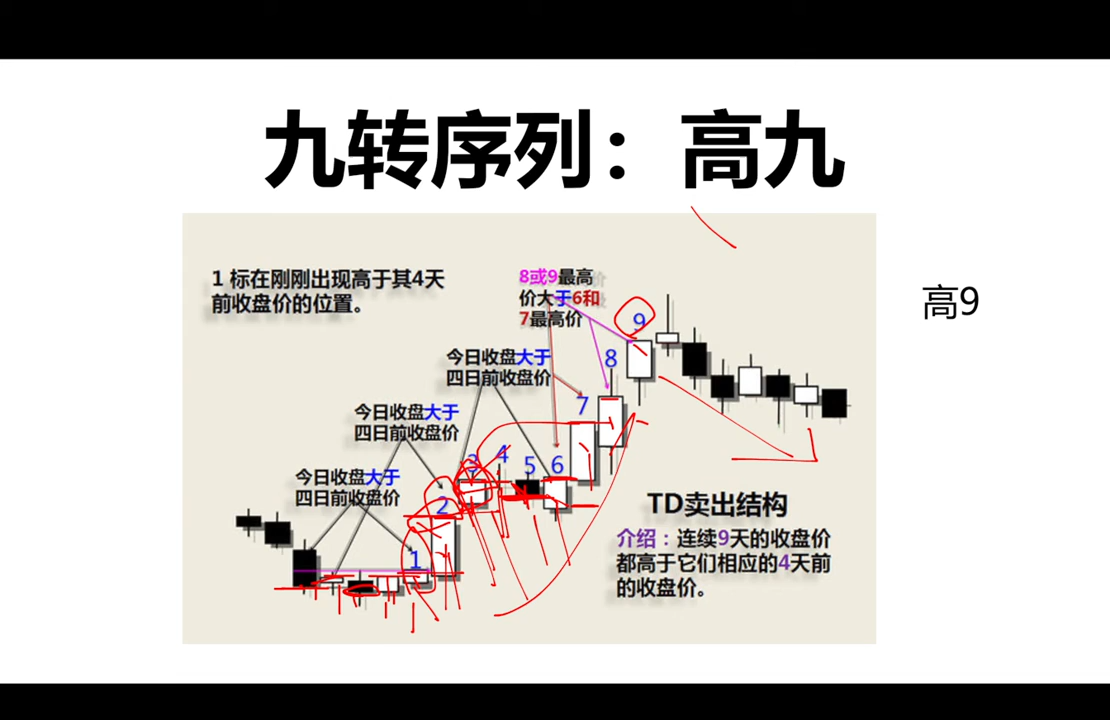 九转序列：高九
1 标在刚刚出现高于其4天
前收盘价的位置。
8或9最高
价大于6和
7最高价
高9
9
8
今日收盘大于
四日前收盘价
7
今日收盘大于
四日前收盘价
3
4
5
6
今日收盘大于
四日前收盘价
2
1
TD卖出结构
介绍：连续9天的收盘价
都高于它们相应的4天前
的收盘价。